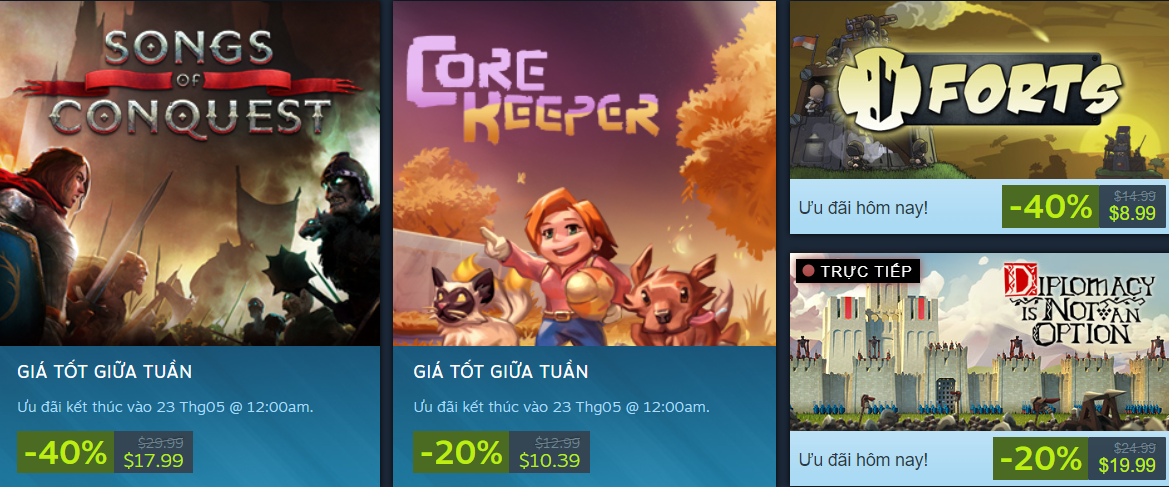 SONGS
OF
CONQUEST
GIÁ TỐT GIỮA TUẦN
Ưu đãi kết thúc vào 23 Thg05 @ 12:00am.
-40%
$29.99
$17.99
CORE
KEEPER
GIÁ TỐT GIỮA TUẦN
Ưu đãi kết thúc vào 23 Thg05 @ 12:00am.
-20%
$12.99
$10.39
FORTS
Ưu đãi hôm nay!
-40%
$14.99
$8.99
TRỰC TIẾP
DIPLOMACY
IS NOT AN
OPTION
Ưu đãi hôm nay!
-20%
$24.99
$19.99